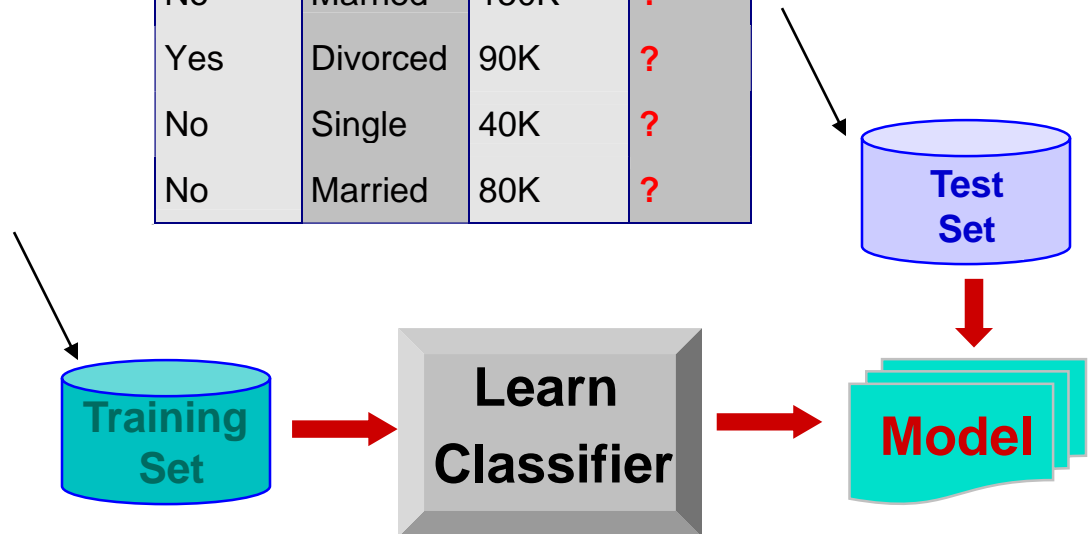 Yes Divorced 90K ?
No Single 40K ?
No Married 80K ?
Test
Set
Training
Set
Learn
Classifier
Model